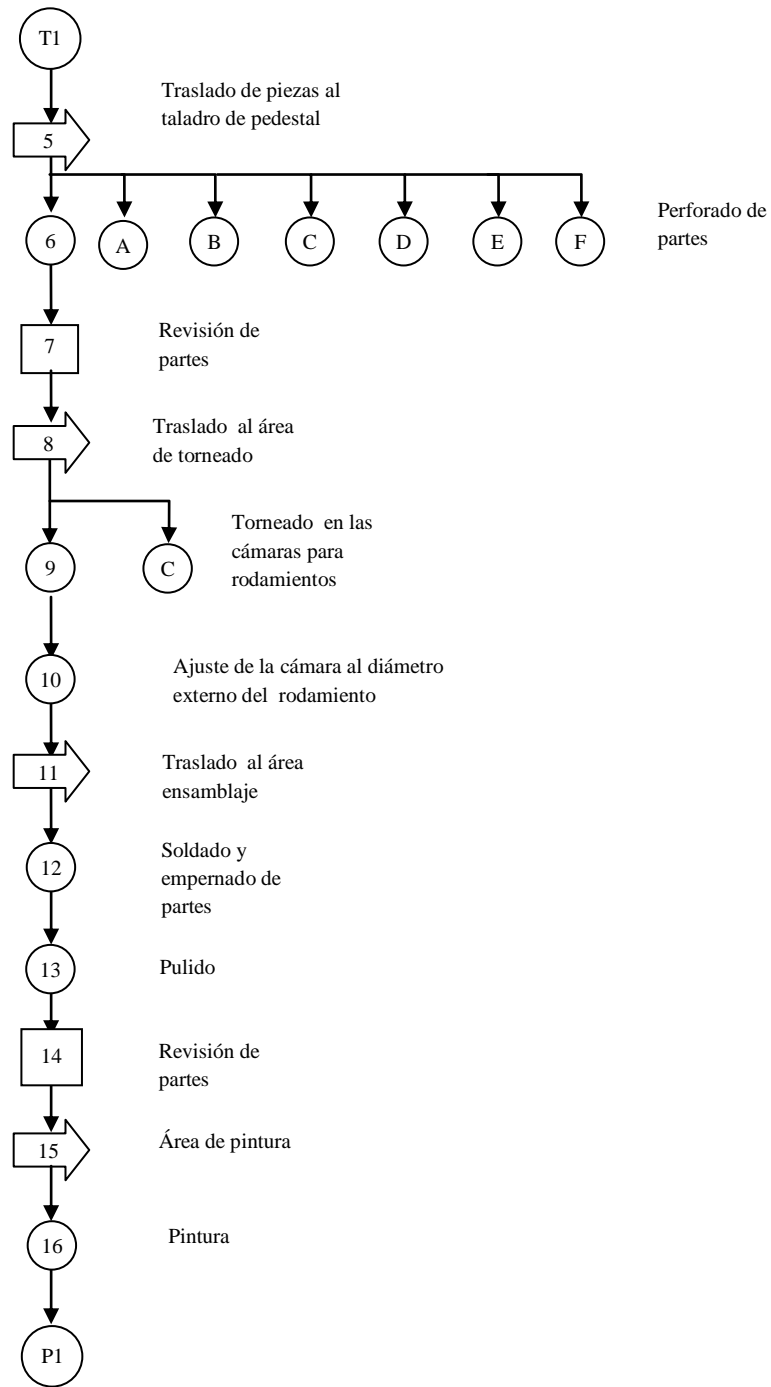 T1
Traslado de piezas al
taladro de pedestal
5
6
A
B
C
D
E
F
Perforado de
partes
7
Revisión de
partes
8
Traslado al área
de torneado
9
C
Torneado en las
cámaras para
rodamientos
10
Ajuste de la cámara al diámetro
externo del rodamiento
11
Traslado al área
ensamblaje
12
Soldado y
empernado de
partes
13
Pulido
14
Revisión de
partes
15
Área de pintura
16
Pintura
P1